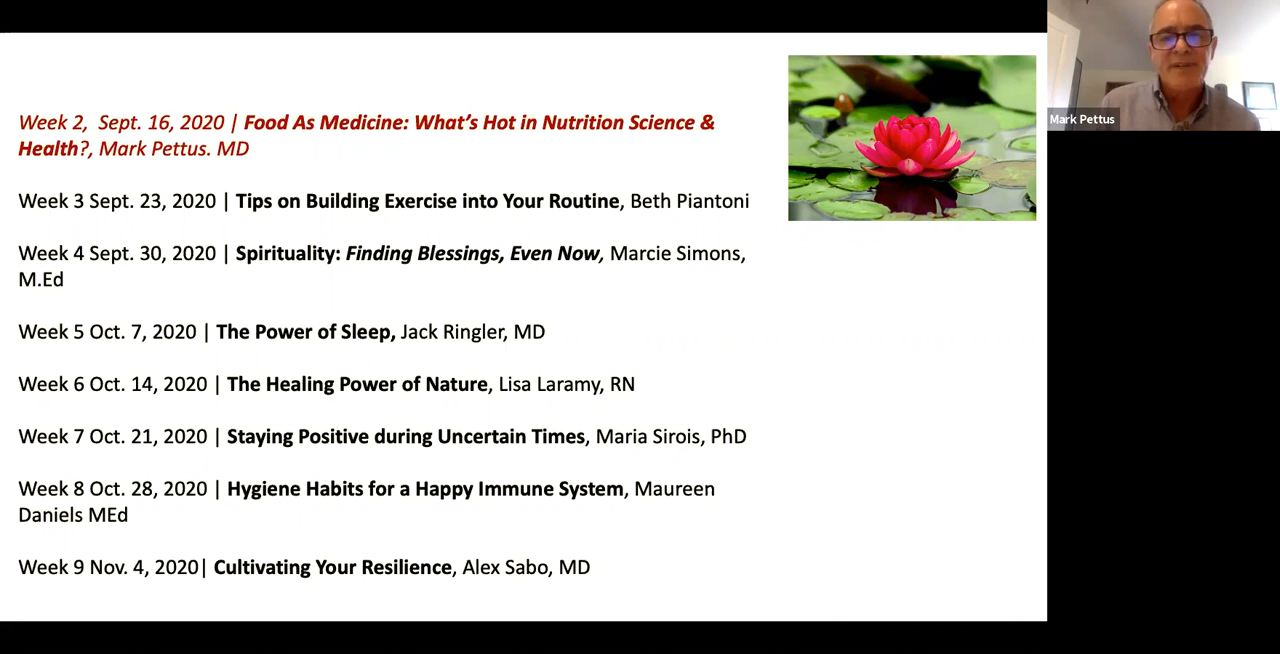 Week 2,  Sept. 16, 2020 | Food As Medicine: What's Hot in Nutrition Science &
Health?, Mark Pettus. MD
Week 3 Sept. 23, 2020 | Tips on Building Exercise into Your Routine, Beth Piantoni
Week 4 Sept. 30, 2020 | Spirituality: Finding Blessings, Even Now, Marcie Simons,
M.Ed
Week 5 Oct. 7, 2020 | The Power of Sleep, Jack Ringler, MD
Week 6 Oct. 14, 2020 | The Healing Power of Nature, Lisa Laramy, RN
Week 7 Oct. 21, 2020 | Staying Positive during Uncertain Times, Maria Sirois, PhD
Week 8 Oct. 28, 2020 | Hygiene Habits for a Happy Immune System, Maureen
Daniels MEd
Week 9 Nov. 4, 2020| Cultivating Your Resilience, Alex Sabo, MD
Mark Pettus